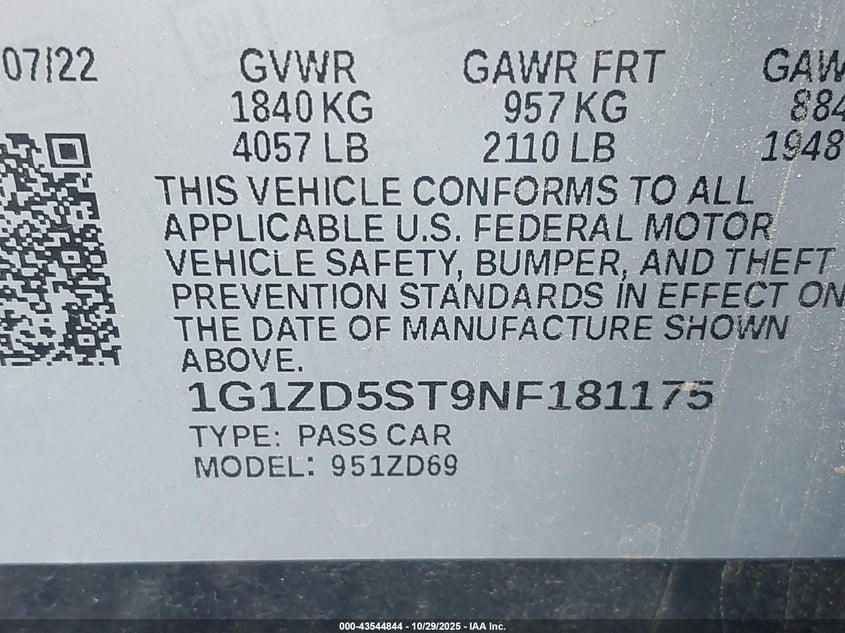 07/22 GVWR GAWR FRT GAW
1840 KG 957 KG 884
4057 LB 2110 LB 1948
THIS VEHICLE CONFORMS TO ALL
APPLICABLE U.S. FEDERAL MOTOR
VEHICLE SAFETY, BUMPER, AND THEFT
PREVENTION STANDARDS IN EFFECT ON
THE DATE OF MANUFACTURE SHOWN
ABOVE.
1G1ZD5ST9NF181175
TYPE: PASS CAR
MODEL: 951ZD69
000-43544844 / 10/29/2025 - IAA Inc.